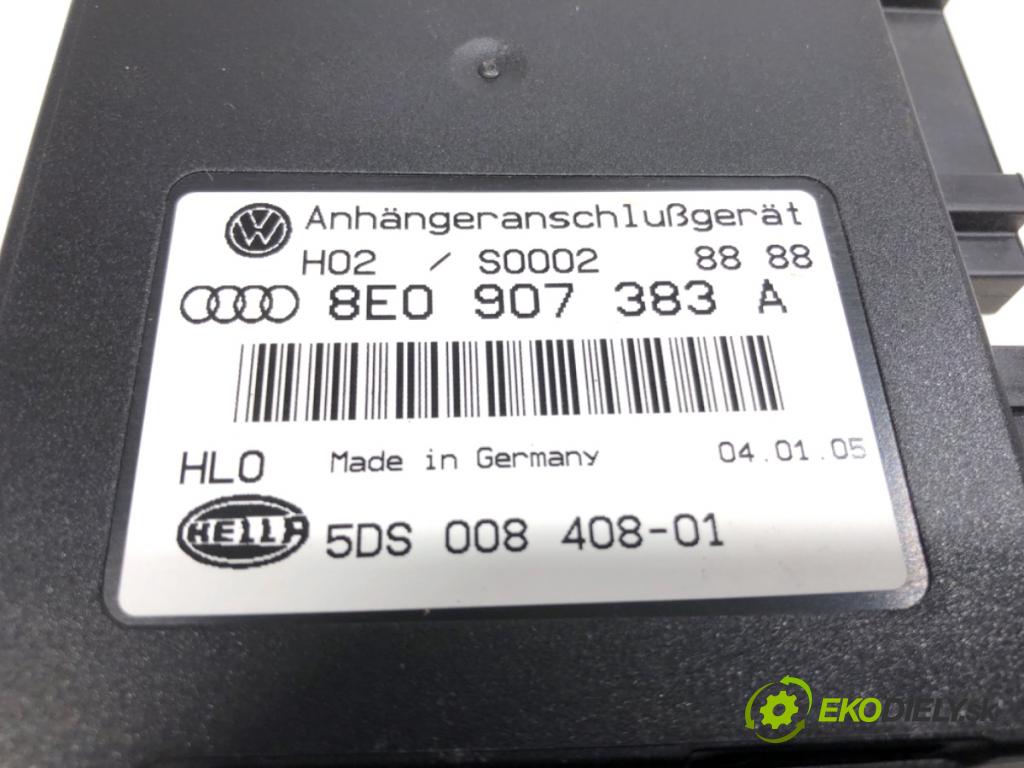 VW Anhängeranschlußgerät
H02 / S0002 88 88
8E0 907 383 A
HLO Made in Germany 04.01.05
HELLA 5DS 008 408-01
EKODIELY.SK